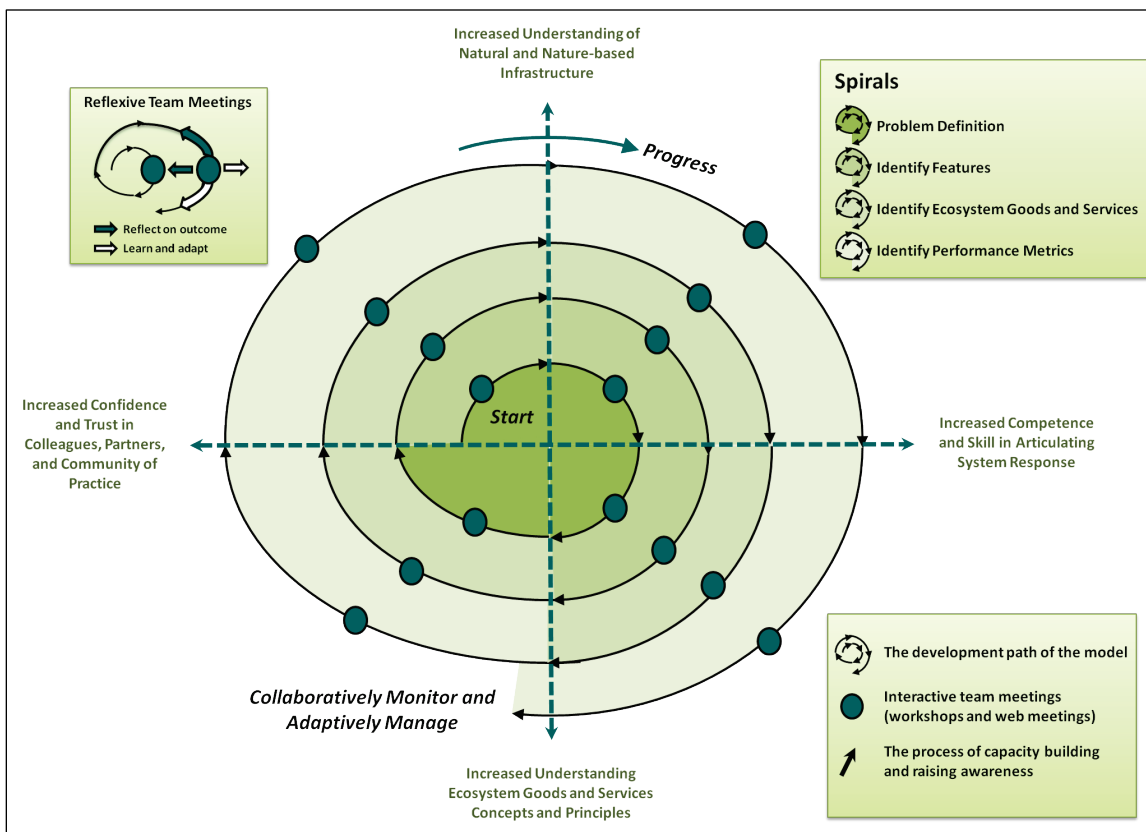 Increased Understanding of
Natural and Nature-based
Infrastructure
Reflexive Team Meetings
Reflect on outcome
Learn and adapt
Progress
Spirals
Problem Definition
Identify Features
Identify Ecosystem Goods and Services
Identify Performance Metrics
Start
Increased Confidence
and Trust in
Colleagues, Partners,
and Community of
Practice
Increased Competence
and Skill in Articulating
System Response
Collaboratively Monitor and
Adaptively Manage
Increased Understanding
Ecosystem Goods and Services
Concepts and Principles
The development path of the model
Interactive team meetings
(workshops and web meetings)
The process of capacity building
and raising awareness